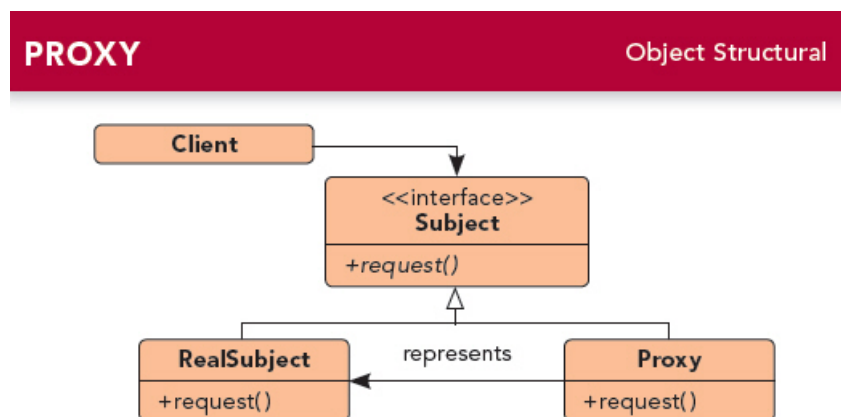 PROXY
Object Structural
Client
<<interface>>
Subject
+request()
RealSubject
represents
Proxy
+request()
+request()